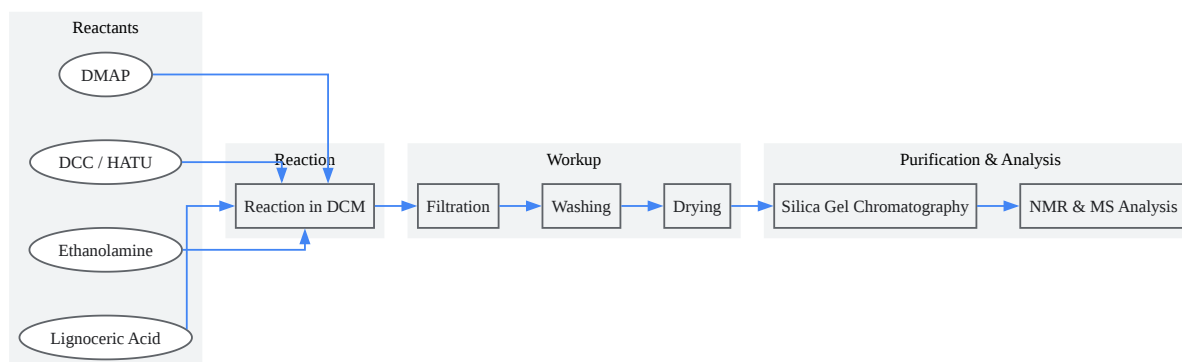 Reactants
DMAP
DCC / HATU
Ethanolamine
Lignoceric Acid
Reaction
Reaction in DCM
Workup
Filtration
Washing
Drying
Purification & Analysis
Silica Gel Chromatography
NMR & MS Analysis